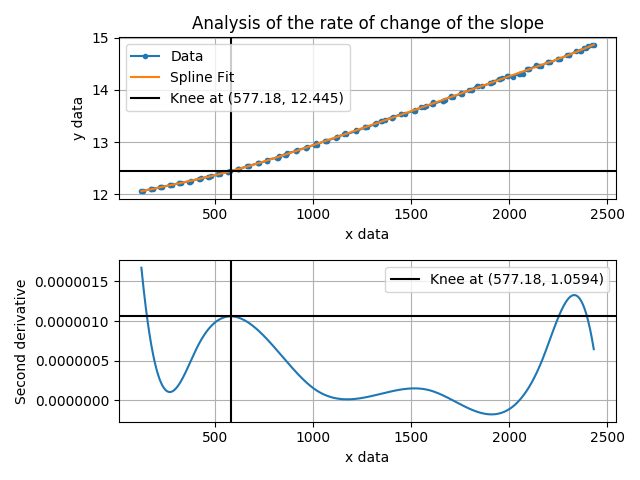 Analysis of the rate of change of the slope
Data
Spline Fit
Knee at (577.18, 12.445)
15
14
13
12
y data
500
1000
1500
2000
2500
x data
Knee at (577.18, 1.0594)
0.0000015
0.0000010
0.0000005
0.0000000
Second derivative
500
1000
1500
2000
2500
x data